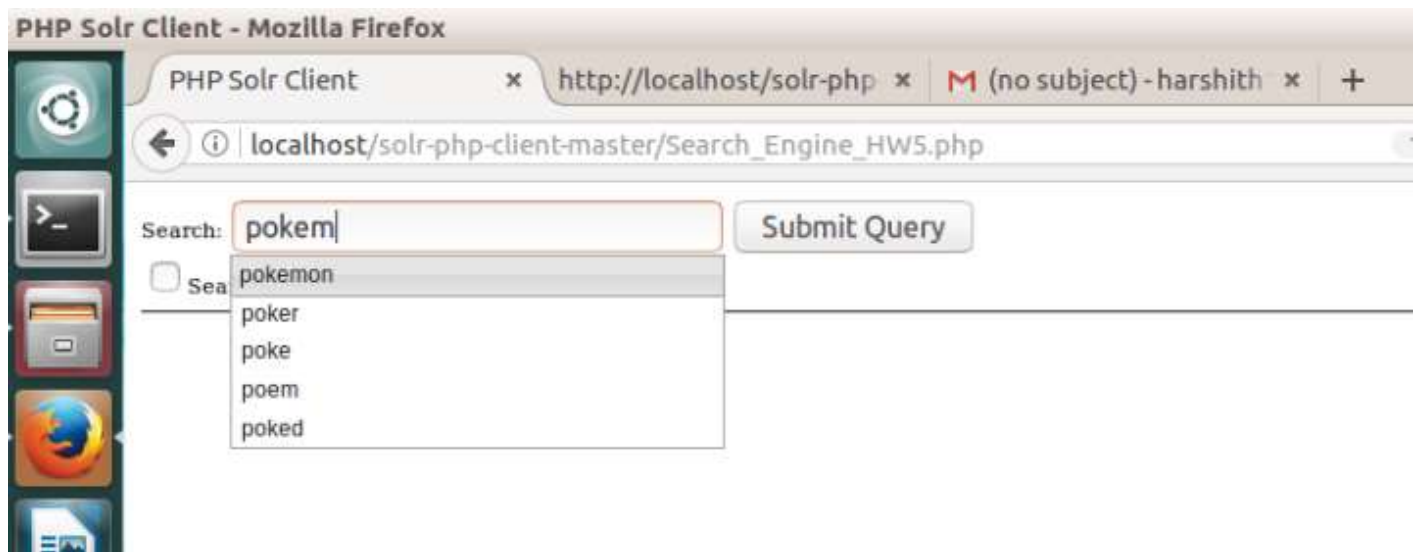 PHP Solr Client - Mozilla Firefox
PHP Solr Client × http://localhost/solr-php × M (no subject) - harshith × +
localhost/solr-php-client-master/Search_Engine_HW5.php
Search: pokem Submit Query
Sea
pokemon
poker
poke
poem
poked